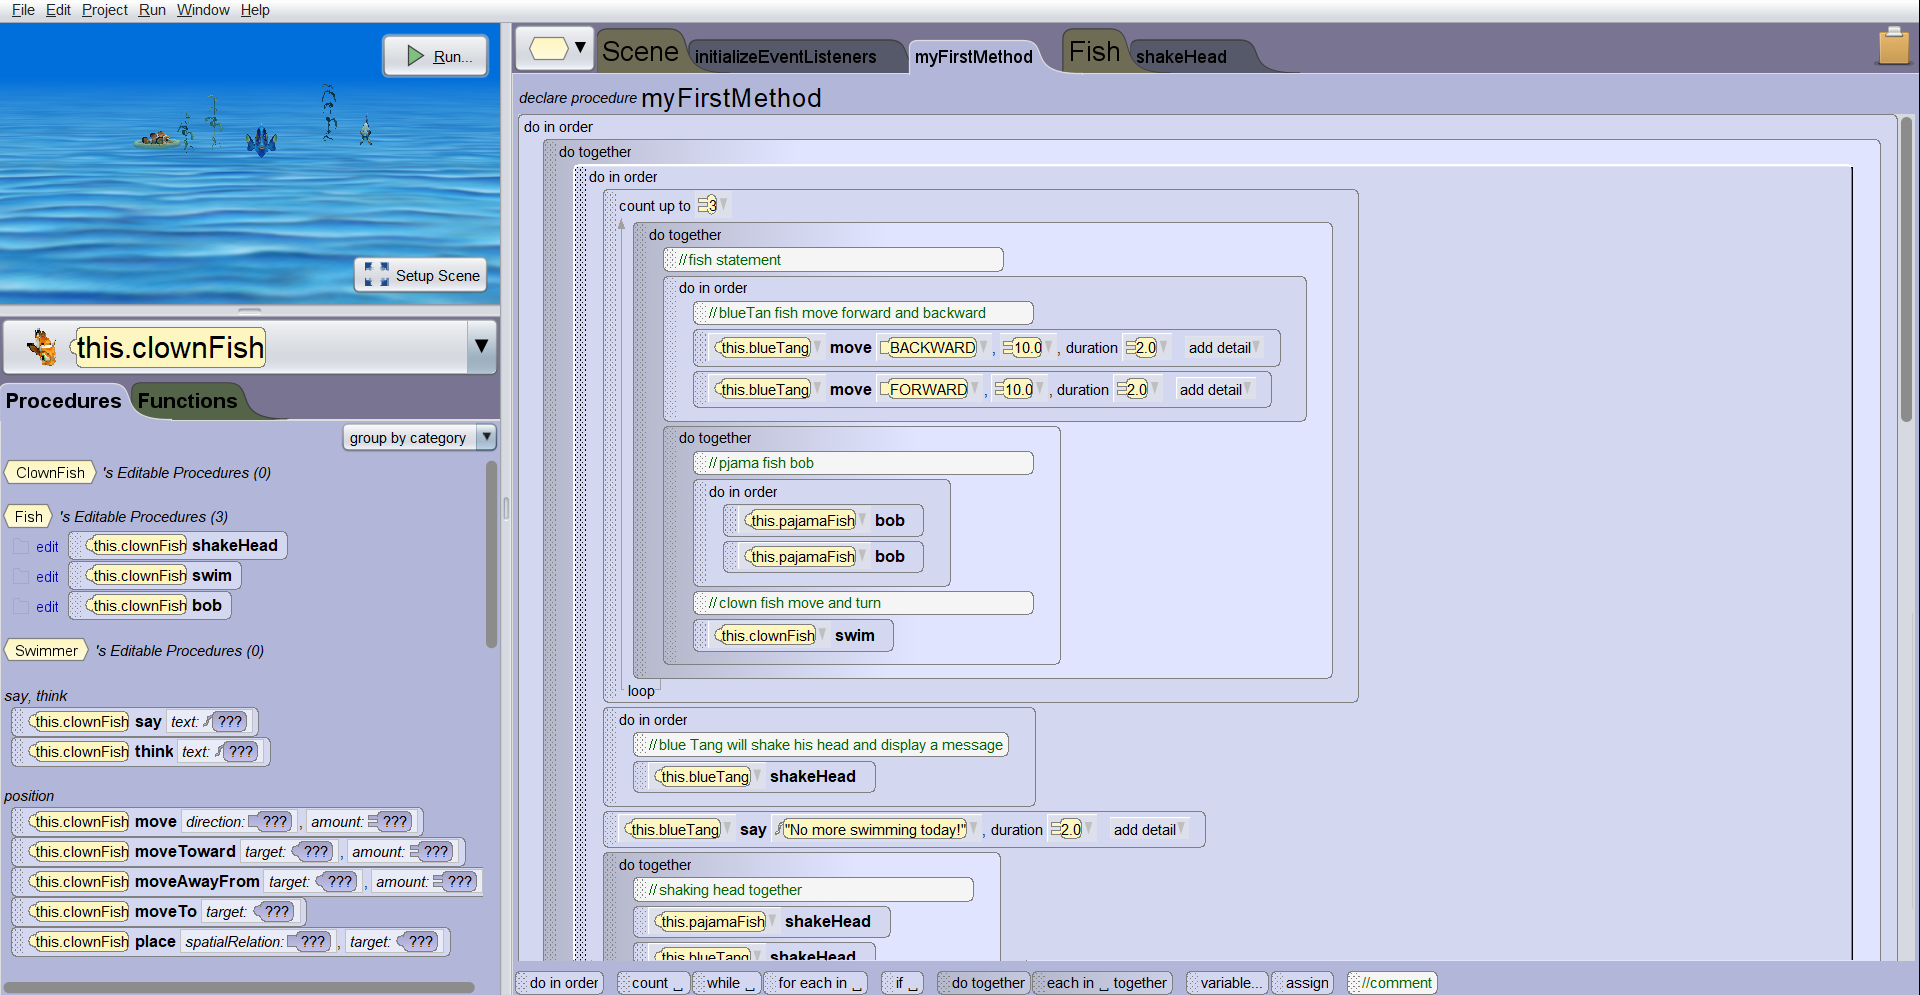 File Edit Project Run Window Help
Run...
Setup Scene
this.clownFish
Procedures Functions
group by category
ClownFish 's Editable Procedures (0)
Fish 's Editable Procedures (3)
edit this.clownFish shakeHead
edit this.clownFish swim
edit this.clownFish bob
Swimmer 's Editable Procedures (0)
say, think
this.clownFish say text: ???
this.clownFish think text: ???
position
this.clownFish move direction: ??? , amount: ???
this.clownFish moveToward target: ??? , amount: ???
this.clownFish moveAwayFrom target: ??? , amount: ???
this.clownFish moveTo target: ???
this.clownFish place spatialRelation: ??? , target: ???
Scene initializeEventListeners myFirstMethod Fish shakeHead
declare procedure myFirstMethod
do in order
do together
do in order
count up to 3
do together
//fish statement
do in order
//blueTan fish move forward and backward
this.blueTang move BACKWARD , 10.0 , duration 2.0 add detail
this.blueTang move FORWARD , 10.0 , duration 2.0 add detail
do together
//pjama fish bob
do in order
this.pajamaFish bob
this.pajamaFish bob
//clown fish move and turn
this.clownFish swim
loop
do in order
//blue Tang will shake his head and display a message
this.blueTang shakeHead
this.blueTang say "No more swimming today!" , duration 2.0 add detail
do together
//shaking head together
this.pajamaFish shakeHead
this.blueTang shakeHead
do in order count ␣ while ␣ for each in ␣ if ␣ do together each in ␣ together variable... assign //comment